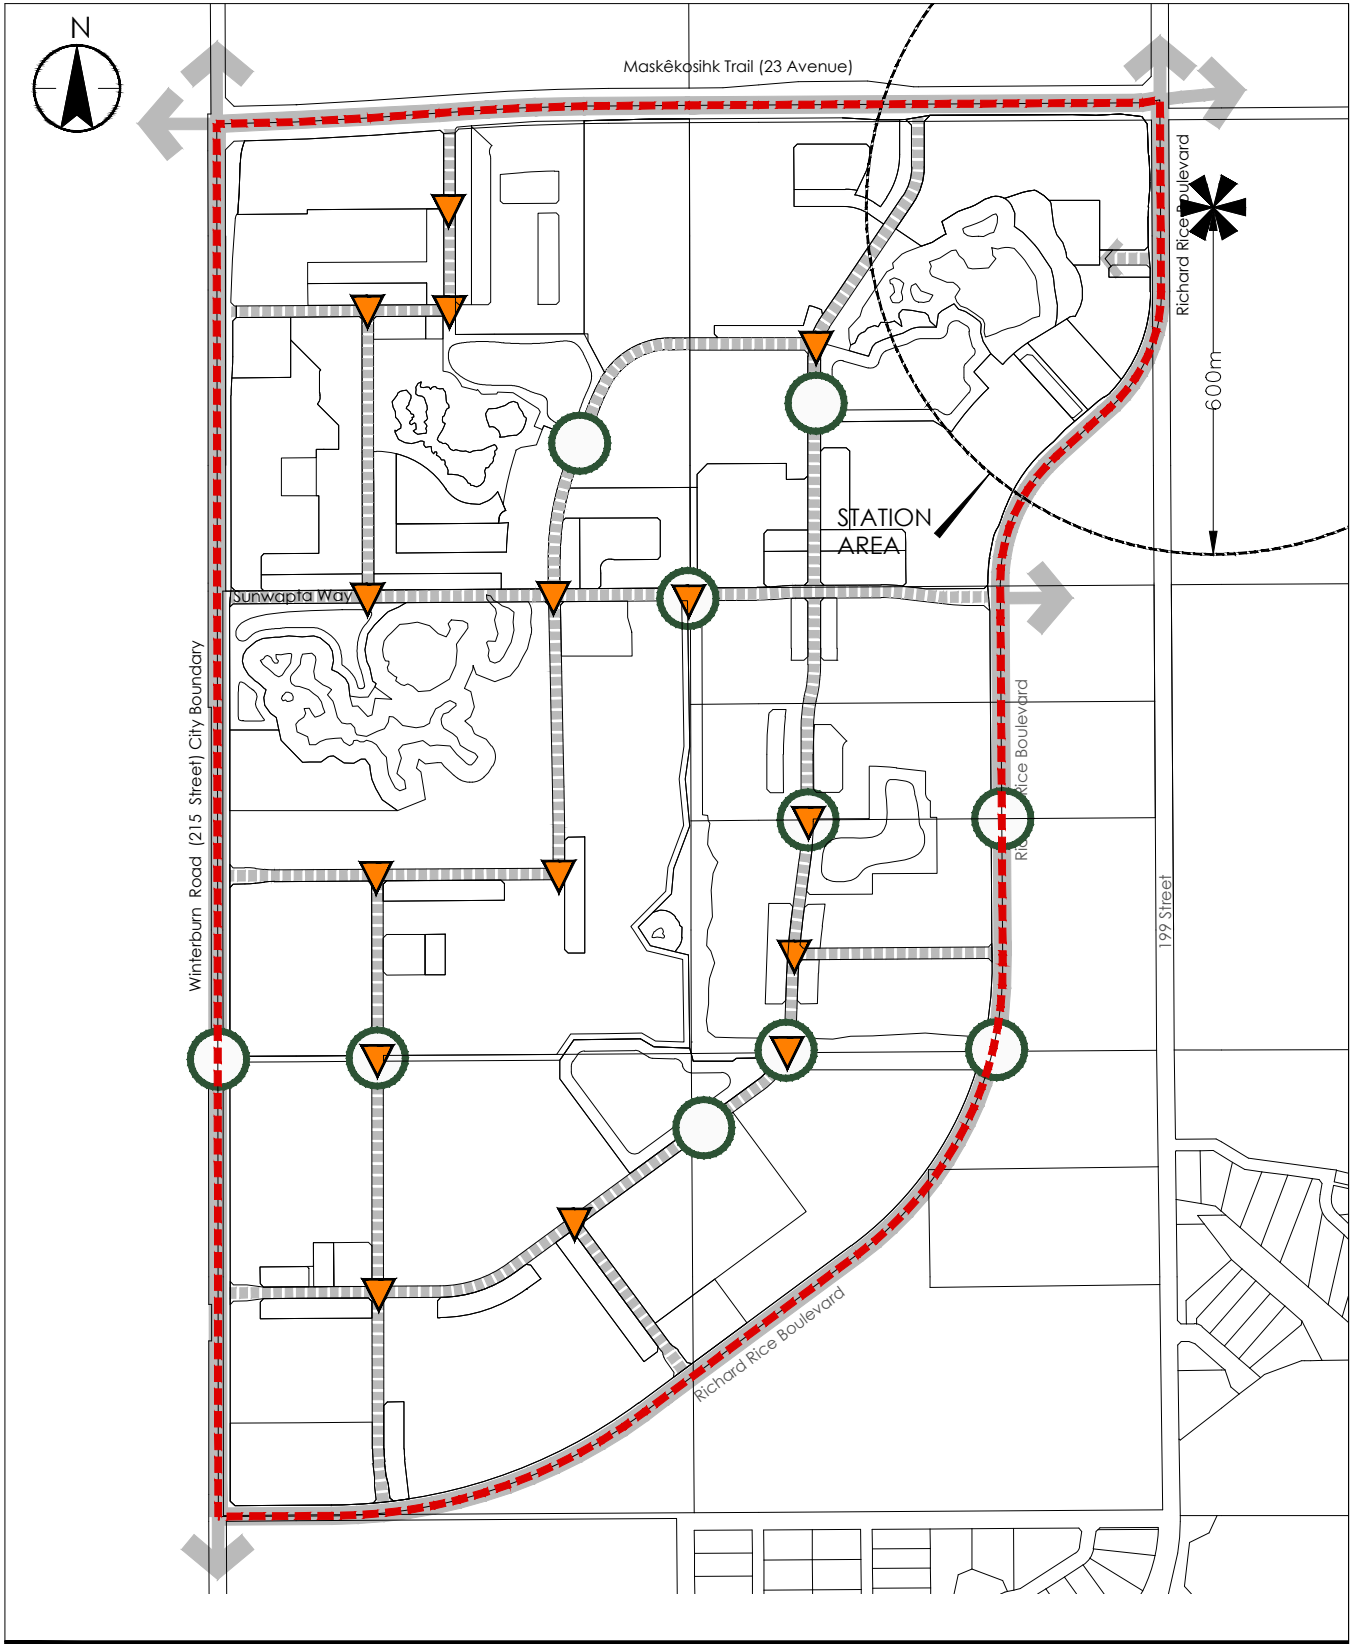 N
Maskêkosihk Trail (23 Avenue)
Richard Rice Boulevard
600m
STATION
AREA
Sunwapta Way
Winterburn Road (215 Street) City Boundary
Rice Boulevard
199 Street
Richard Rice Boulevard